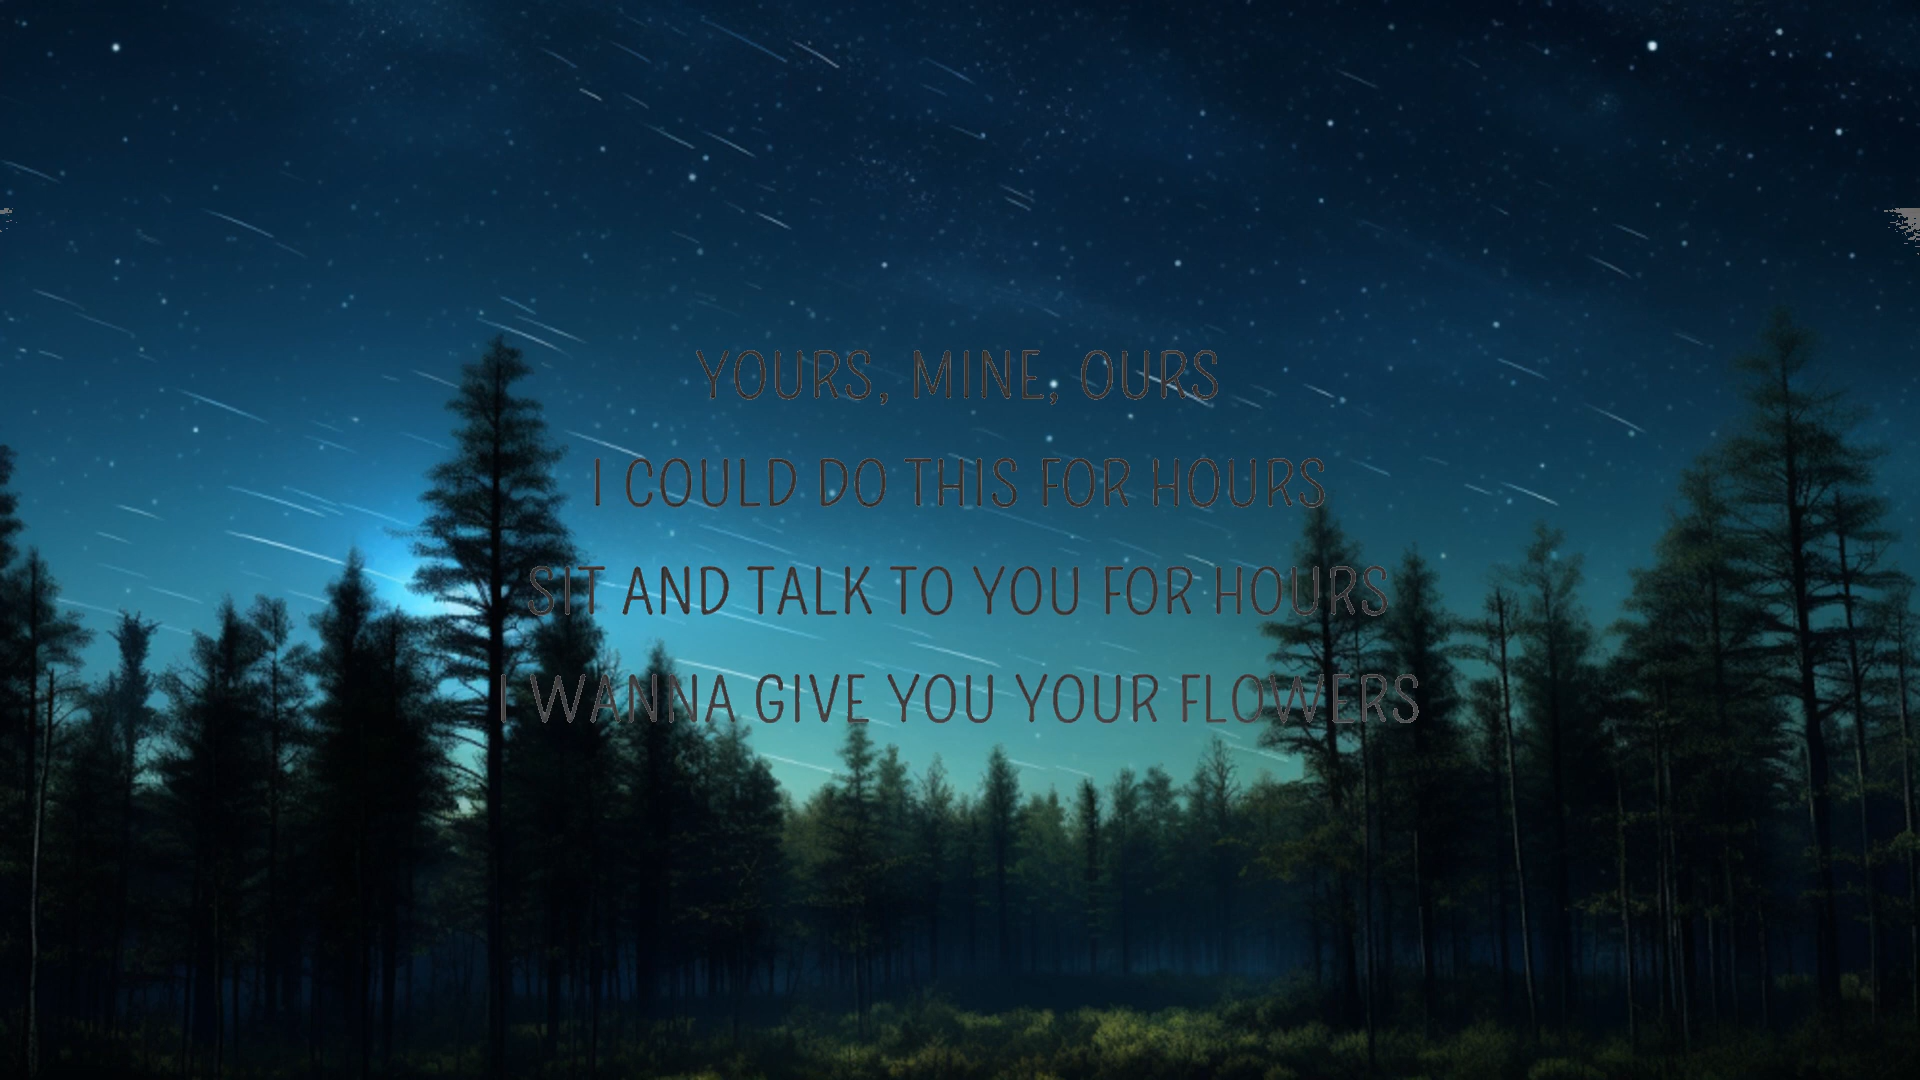 YOURS, MINE, OURS
I COULD DO THIS FOR HOURS
SIT AND TALK TO YOU FOR HOURS
I WANNA GIVE YOU YOUR FLOWERS